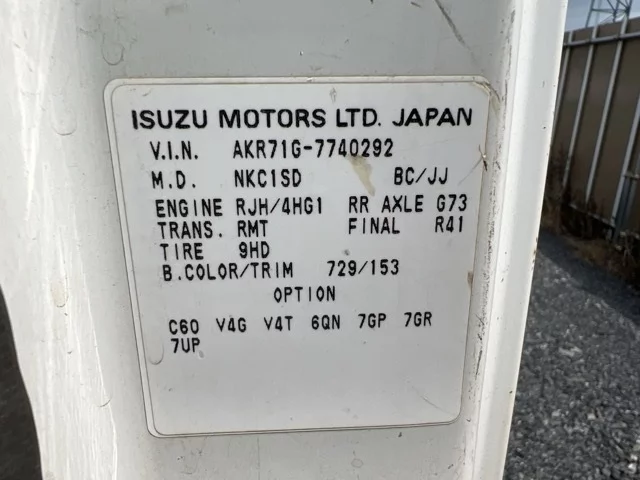 ISUZU MOTORS LTD. JAPAN
V.I.N. AKR71G-7740292
M.D. NKC1SD BC/JJ
ENGINE RJH/4HG1 RR AXLE G73
TRANS. RMT FINAL R41
TIRE 9HD
B.COLOR/TRIM 729/153
OPTION
C60 V4G V4T 6QN 7GP 7GR
7UP